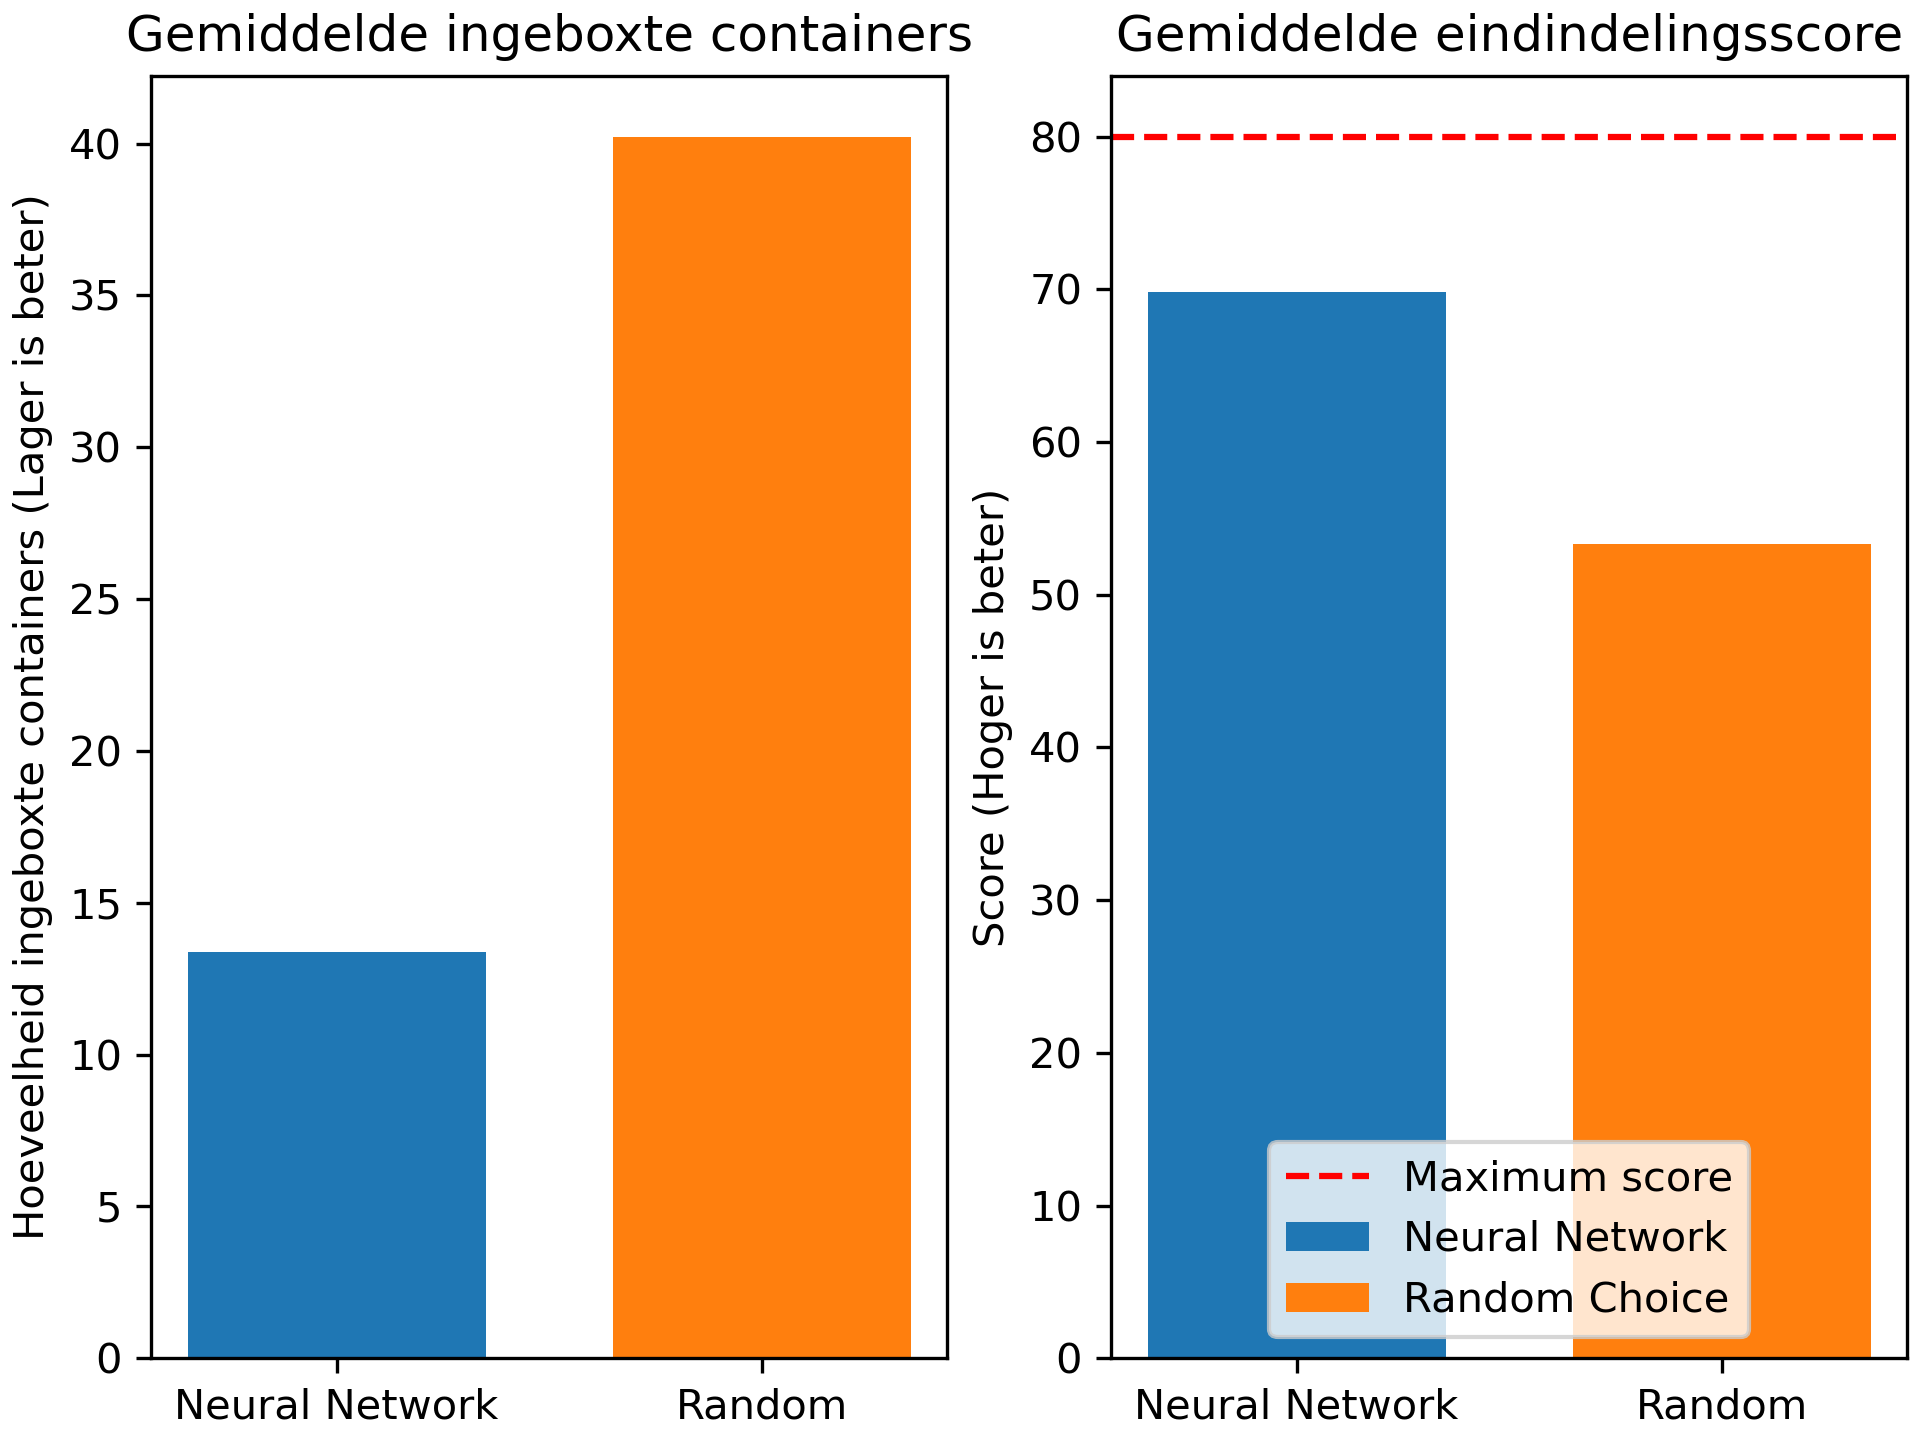 Gemiddelde ingeboxte containers
Hoeveelheid ingeboxte containers (Lager is beter)
40
35
30
25
20
15
10
5
0
Neural Network
Random
Gemiddelde eindindelingsscore
Score (Hoger is beter)
80
70
60
50
40
30
20
10
0
Maximum score
Neural Network
Random Choice
Neural Network
Random